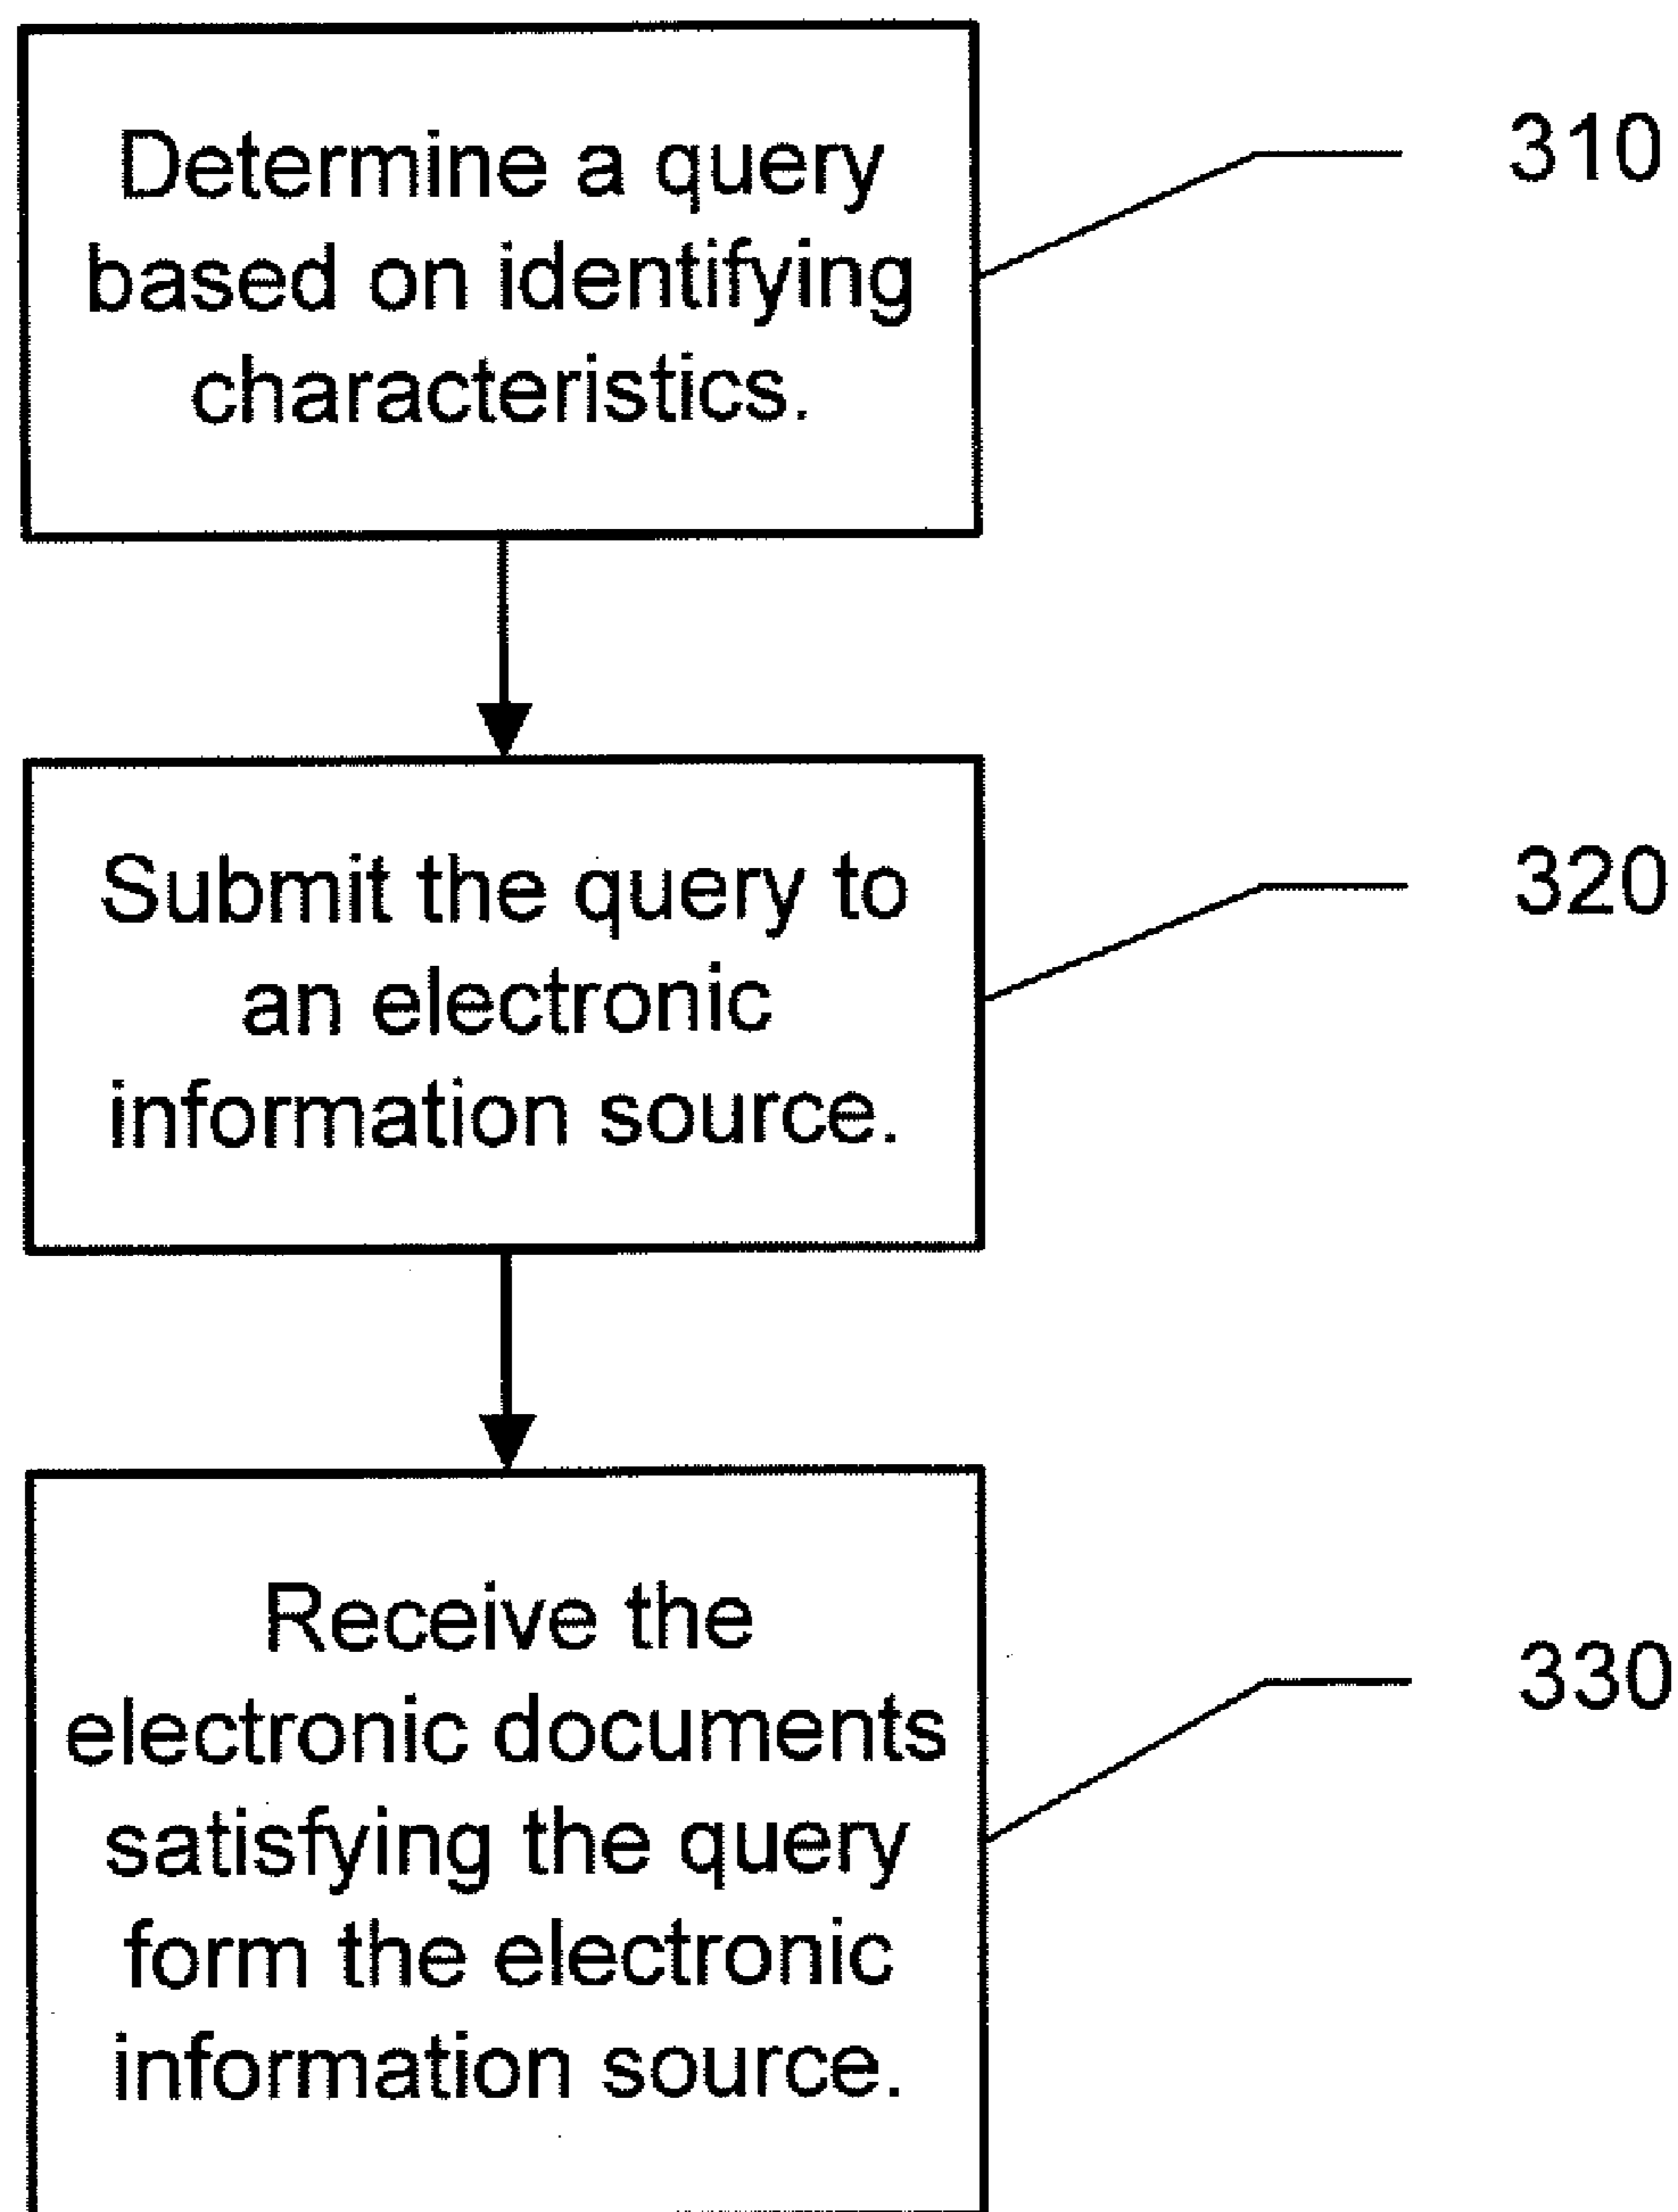 Determine a query
based on identifying
characteristics.
310
Submit the query to
an electronic
information source.
320
Receive the
electronic documents
satisfying the query
form the electronic
information source.
330